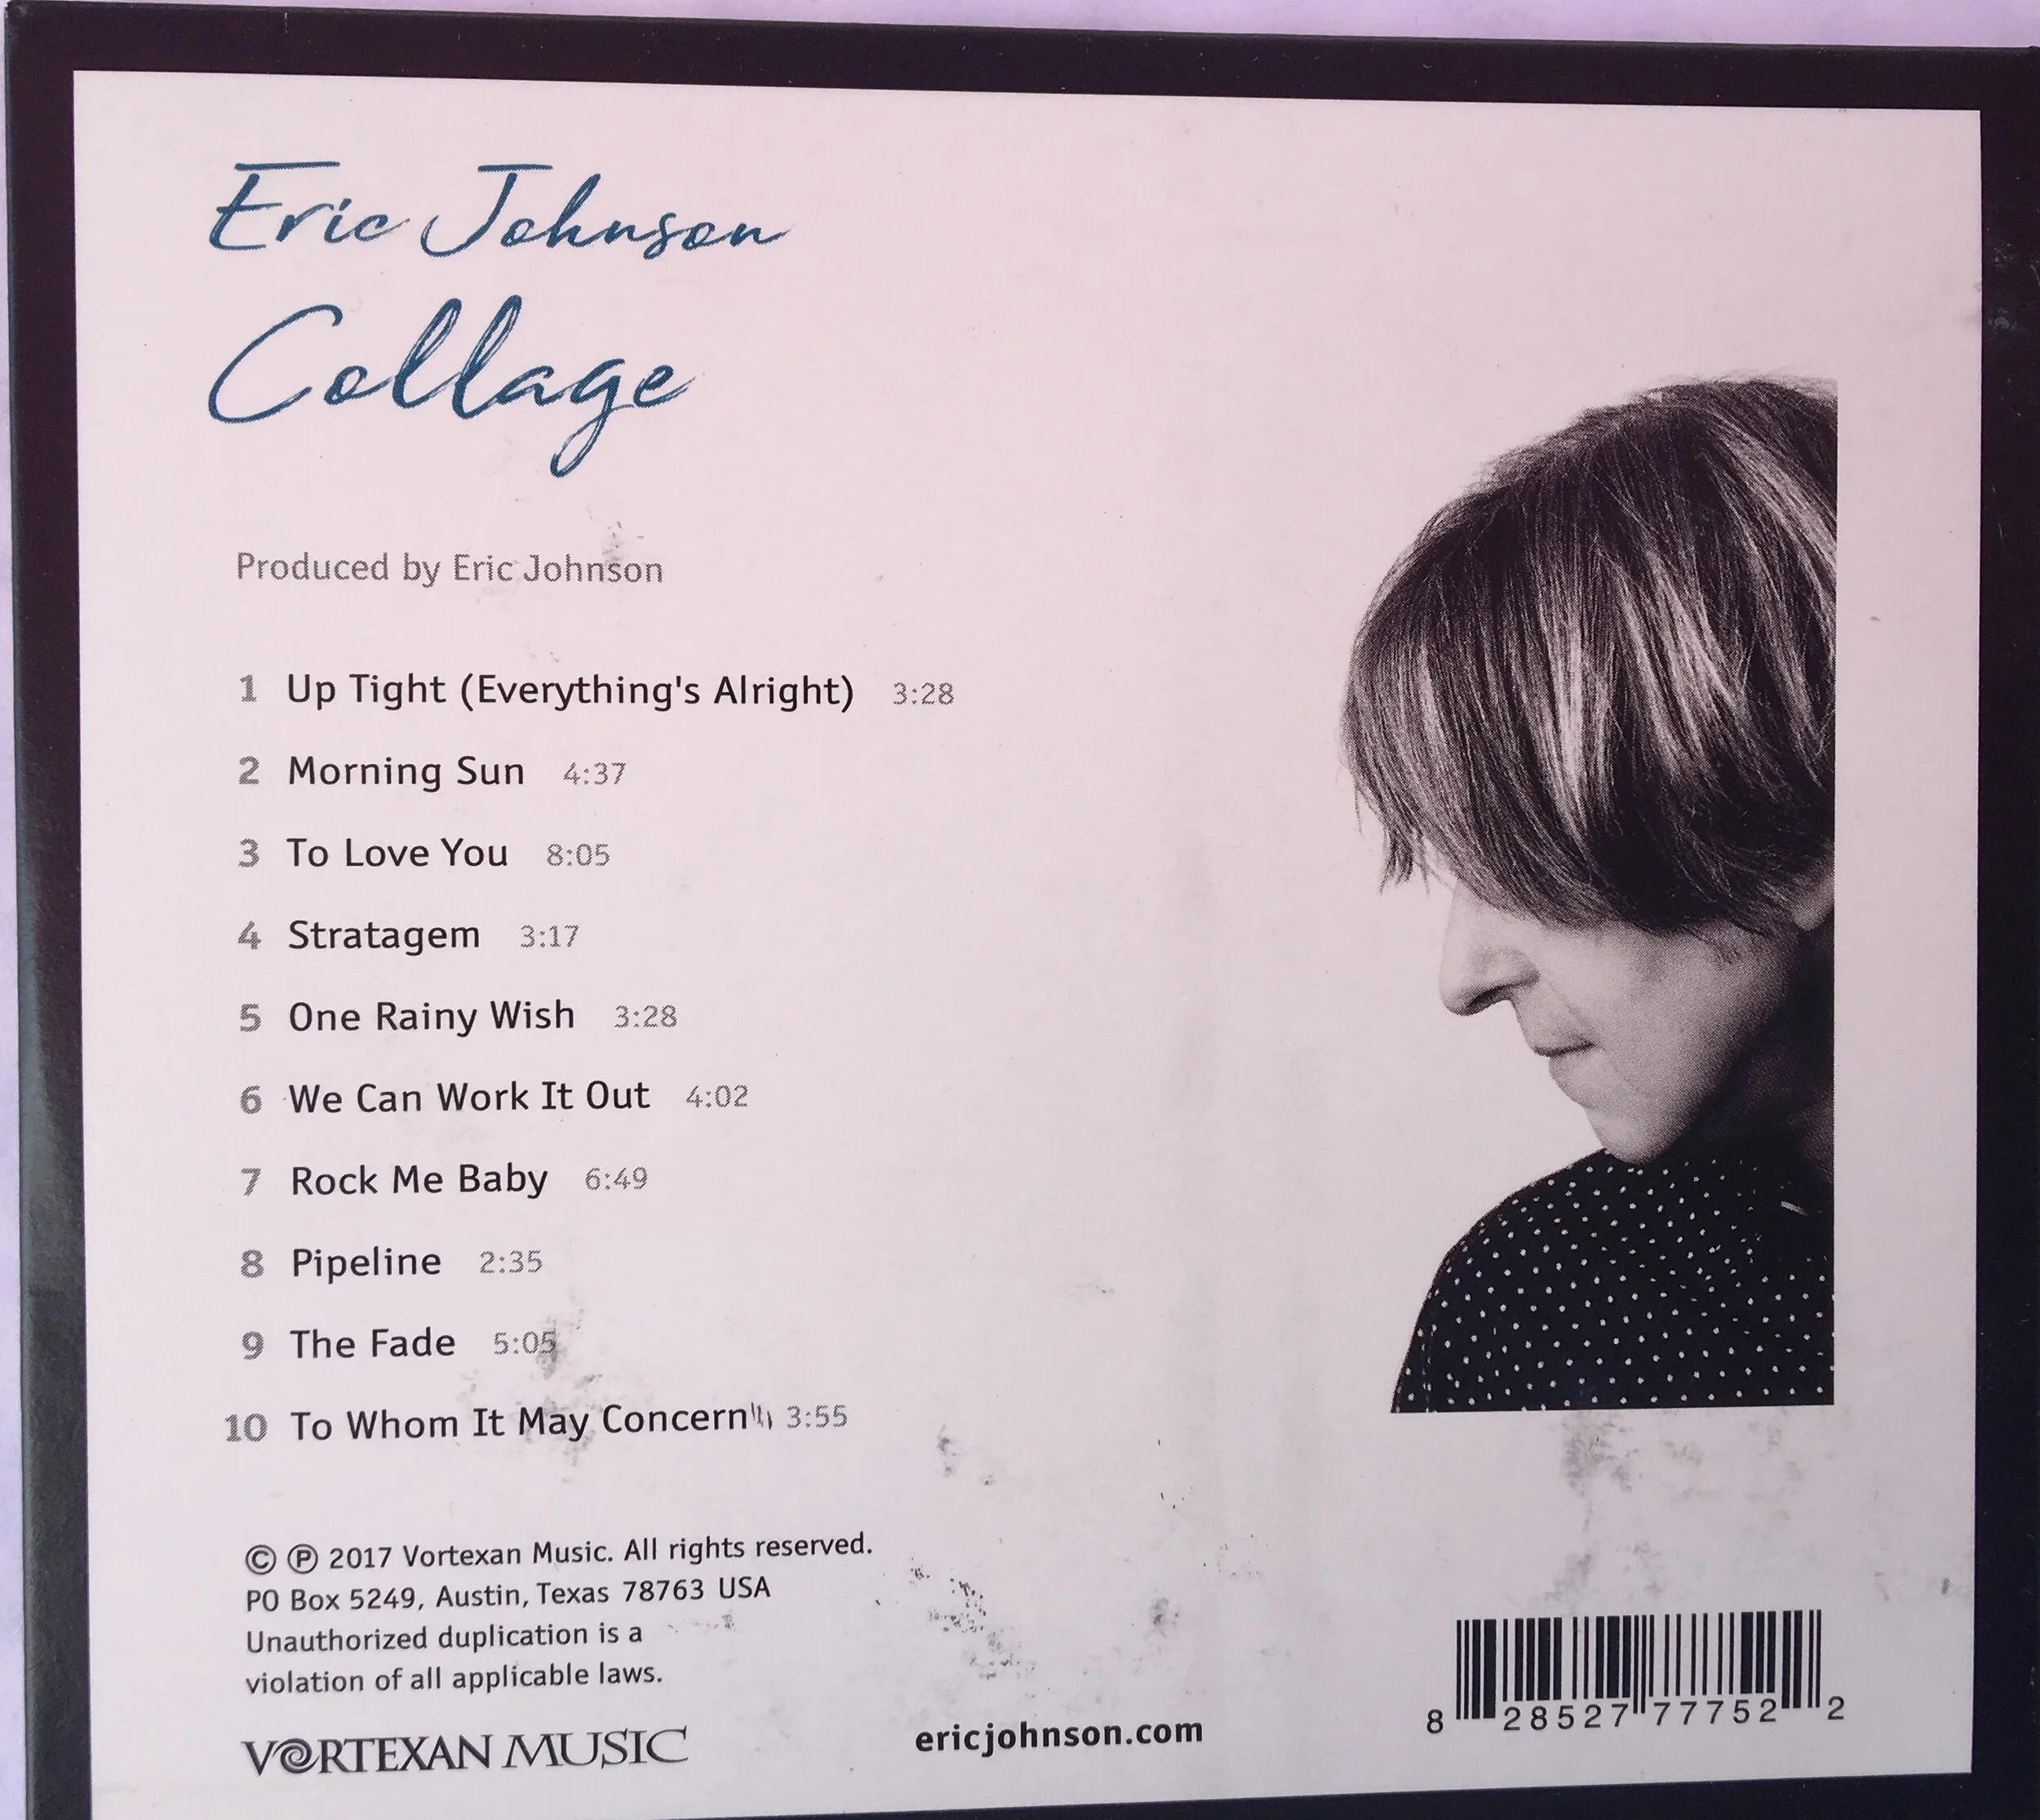 Eric Johnson
Collage
Produced by Eric Johnson
1 Up Tight (Everything's Alright) 3:28
2 Morning Sun 4:37
3 To Love You 8:05
4 Stratagem 3:17
5 One Rainy Wish 3:28
6 We Can Work It Out 4:02
7 Rock Me Baby 6:49
8 Pipeline 2:35
9 The Fade 5:05
10 To Whom It May Concern 3:55
© ℗ 2017 Vortexan Music. All rights reserved.
PO Box 5249, Austin, Texas 78763 USA
Unauthorized duplication is a
violation of all applicable laws.
VORTEXAN MUSIC
ericjohnson.com
8 28527 77752 2